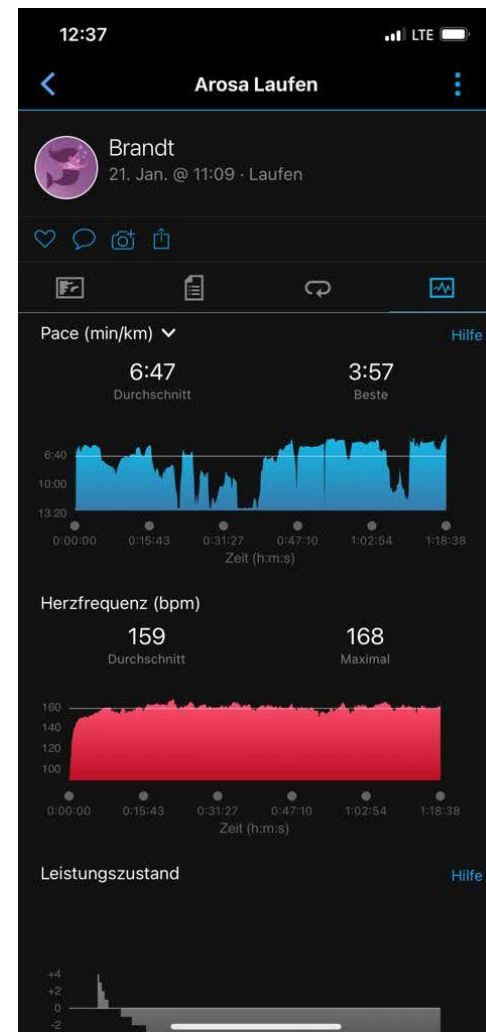 12:37 LTE
Arosa Laufen
Brandt
21. Jan. @ 11:09 · Laufen
Pace (min/km) Hilfe
6:47 3:57
Durchschnitt Beste
6:40
10:00
13:20
0:00:00 0:15:43 0:31:27 0:47:10 1:02:54 1:18:38
Zeit (h:m:s)
Herzfrequenz (bpm)
159 168
Durchschnitt Maximal
160
140
120
100
0:00:00 0:15:43 0:31:27 0:47:10 1:02:54 1:18:38
Zeit (h:m:s)
Leistungszustand Hilfe
+4
+2
0
-2